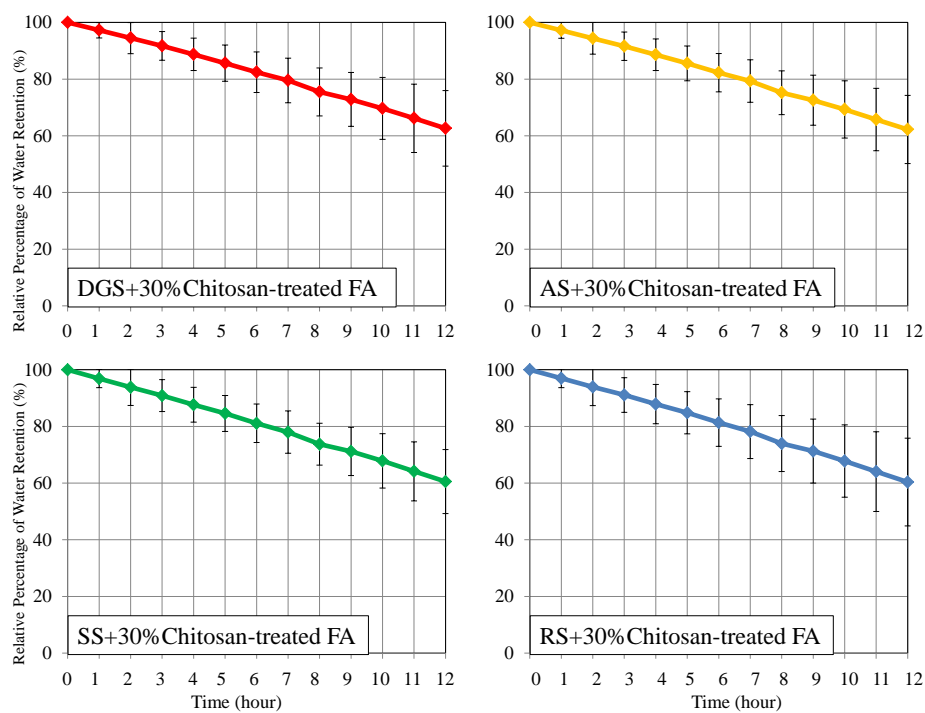 Relative Percentage of Water Retention (%)
100
80
60
40
20
0
DGS+30%Chitosan-treated FA
0 1 2 3 4 5 6 7 8 9 10 11 12
100
80
60
40
20
0
AS+30%Chitosan-treated FA
0 1 2 3 4 5 6 7 8 9 10 11 12
Relative Percentage of Water Retention (%)
100
80
60
40
20
0
SS+30%Chitosan-treated FA
0 1 2 3 4 5 6 7 8 9 10 11 12
Time (hour)
100
80
60
40
20
0
RS+30%Chitosan-treated FA
0 1 2 3 4 5 6 7 8 9 10 11 12
Time (hour)